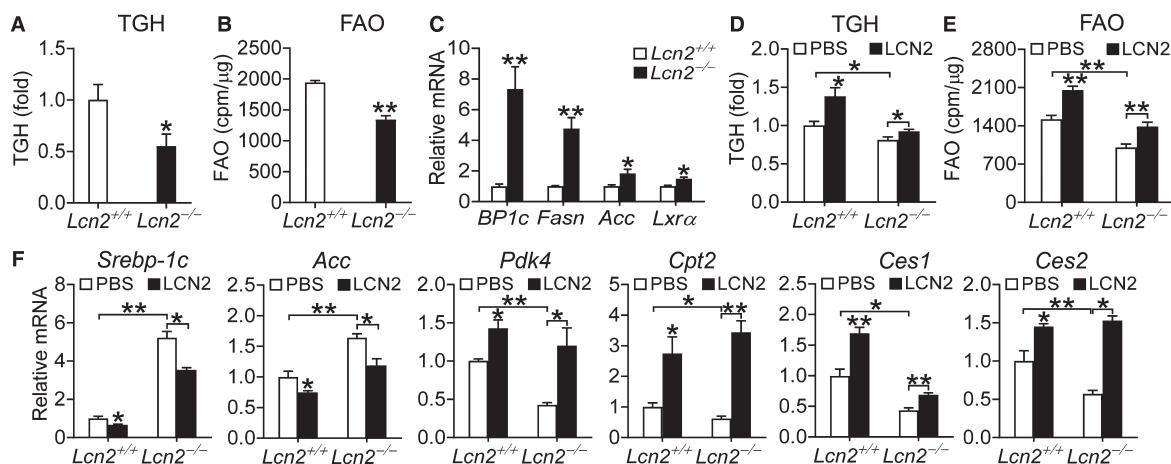 A TGH
TGH (fold)
1.5
1.0
0.5
0.0
Lcn2+/+ Lcn2−/−
*
B FAO
FAO (cpm/μg)
2500
2000
1500
1000
500
0
Lcn2+/+ Lcn2−/−
**
C
Relative mRNA
10
8
6
4
2
0
** ** * *
Lcn2+/+
Lcn2−/−
BP1c Fasn Acc Lxrα
D TGH
PBS LCN2
TGH (fold)
2.0
1.5
1.0
0.5
0.0
* * *
Lcn2+/+ Lcn2−/−
E FAO
PBS LCN2
FAO (cpm/μg)
2800
2100
1400
700
0
** ** **
Lcn2+/+ Lcn2−/−
F Srebp-1c
PBS LCN2
Relative mRNA
8
6
4
2
0
** * *
Lcn2+/+ Lcn2−/−
Acc
PBS LCN2
2.5
2.0
1.5
1.0
0.5
0.0
** * *
Lcn2+/+ Lcn2−/−
Pdk4
PBS LCN2
2.0
1.5
1.0
0.5
0.0
** * *
Lcn2+/+ Lcn2−/−
Cpt2
PBS LCN2
5
4
3
2
1
0
* ** *
Lcn2+/+ Lcn2−/−
Ces1
PBS LCN2
2.5
2.0
1.5
1.0
0.5
0.0
* ** **
Lcn2+/+ Lcn2−/−
Ces2
PBS LCN2
2.0
1.5
1.0
0.5
0.0
** * *
Lcn2+/+ Lcn2−/−